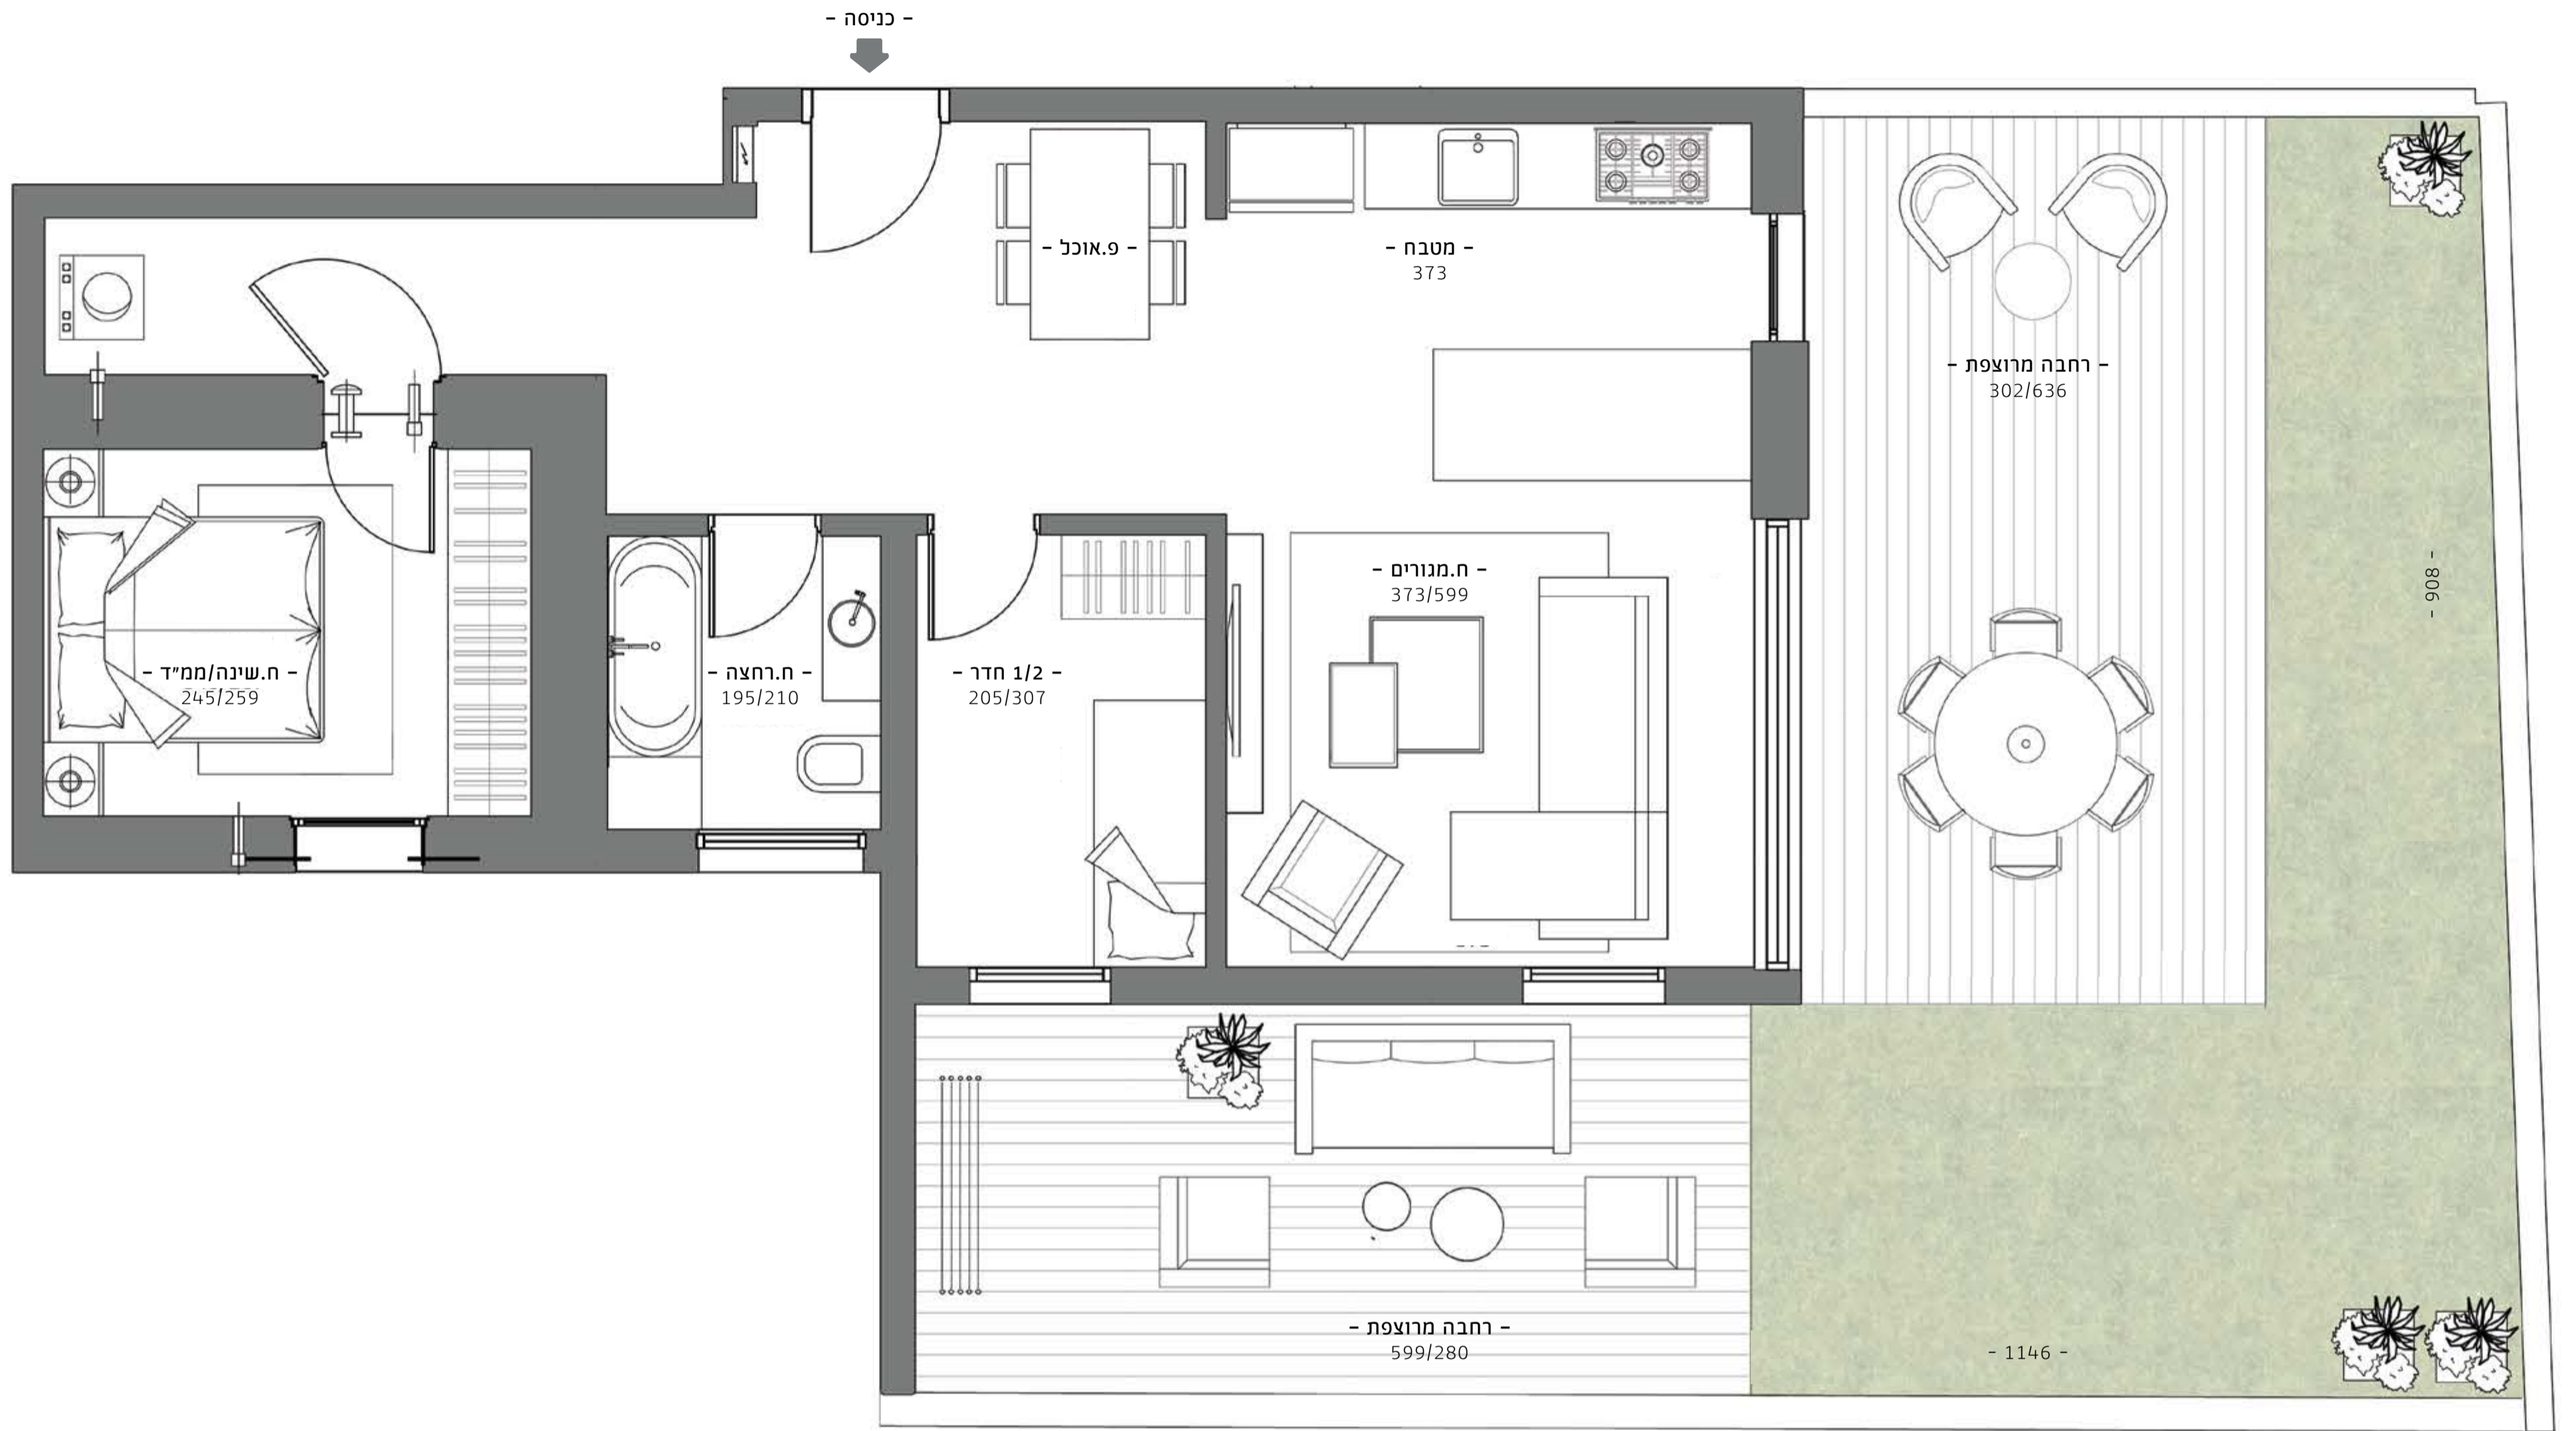 - כניסה -
- פ.אוכל -
- מטבח -
373
- רחבה מרוצפת -
302/636
- ח.מגורים -
373/599
- 908 -
- 1/2 חדר -
205/307
- ח.רחצה -
195/210
- ח.שינה/ממ״ד -
245/259
- רחבה מרוצפת -
599/280
- 1146 -